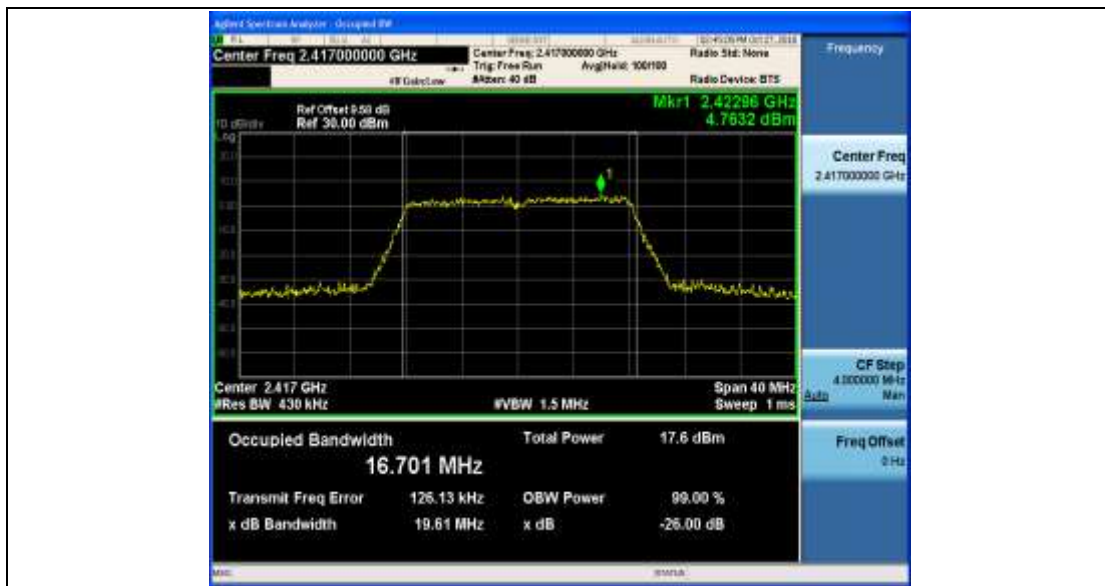 Agilent Spectrum Analyzer - Occupied BW
Center Freq 2.417000000 GHz
Center Freq: 2.417000000 GHz
Trig: Free Run Avg|Hold: 100/100
#IFGain:Low #Atten: 40 dB
Radio Std: None
Radio Device: BTS
Frequency
Ref Offset 9.58 dB
10 dB/div Ref 30.00 dBm
Log
Mkr1 2.42296 GHz
4.7632 dBm
1
Center Freq
2.417000000 GHz
Center 2.417 GHz Span 40 MHz
#Res BW 430 kHz #VBW 1.5 MHz Sweep 1 ms
CF Step
4.000000 MHz
Auto Man
Freq Offset
0 Hz
Occupied Bandwidth Total Power 17.6 dBm
16.701 MHz
Transmit Freq Error 126.13 kHz OBW Power 99.00 %
x dB Bandwidth 19.61 MHz x dB -26.00 dB
MSG STATUS